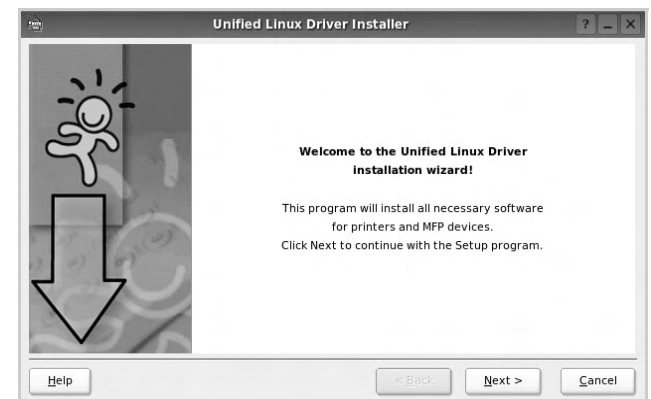 Unified Linux Driver Installer
Welcome to the Unified Linux Driver
installation wizard!
This program will install all necessary software
for printers and MFP devices.
Click Next to continue with the Setup program.
Help
< Back
Next >
Cancel